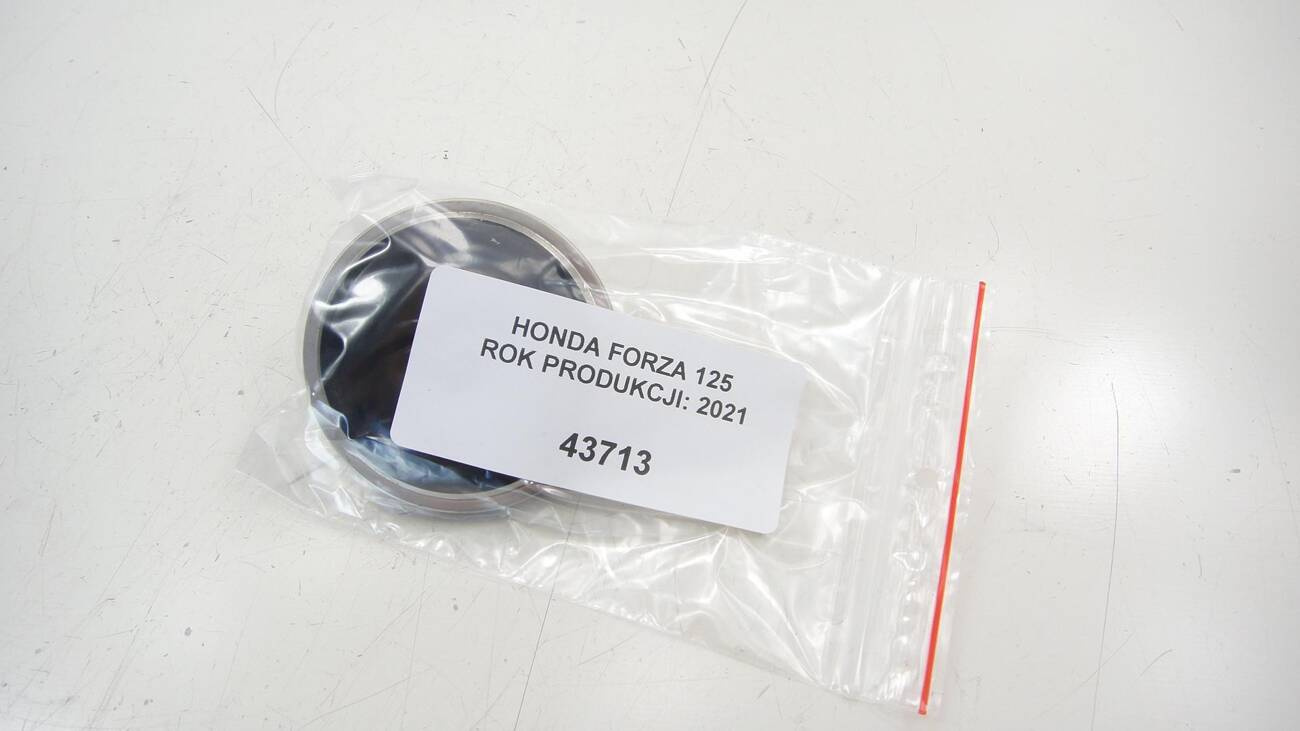 HONDA FORZA 125
ROK PRODUKCJI: 2021
43713